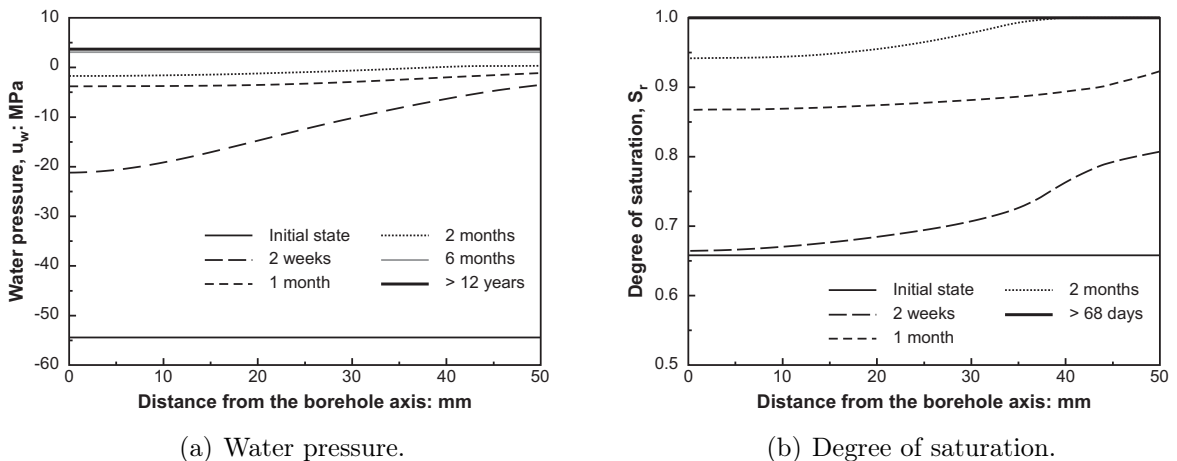 10
0
-10
-20
-30
-40
-50
-60
Water pressure, u_w: MPa
Initial state
2 weeks
1 month
2 months
6 months
> 12 years
0 10 20 30 40 50
Distance from the borehole axis: mm
(a) Water pressure.
1.0
0.9
0.8
0.7
0.6
0.5
Degree of saturation, S_r
Initial state
2 weeks
1 month
2 months
> 68 days
0 10 20 30 40 50
Distance from the borehole axis: mm
(b) Degree of saturation.